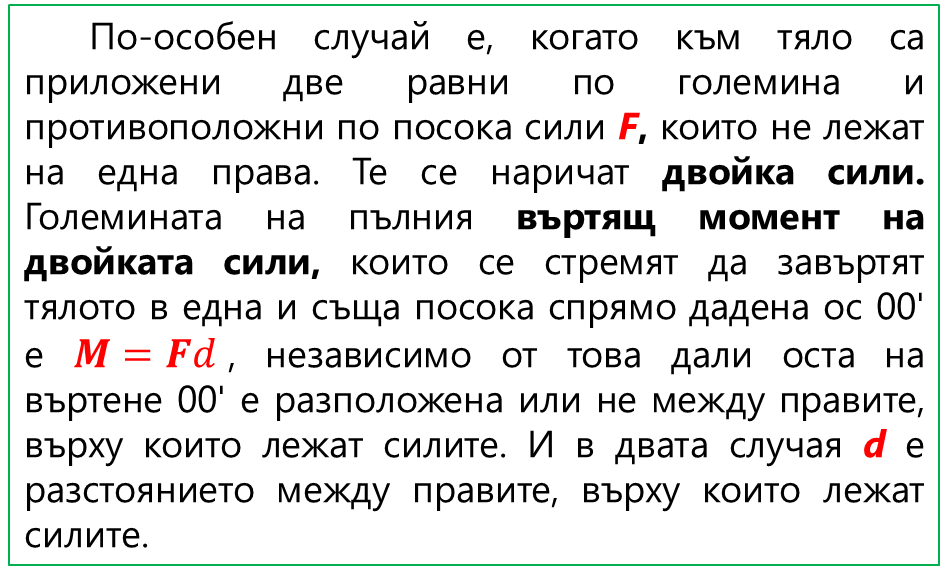 По-особен случай е, когато към тяло са
приложени две равни по големина и
противоположни по посока сили F, които не лежат
на една права. Те се наричат двойка сили.
Големината на пълния въртящ момент на
двойката сили, които се стремят да завъртят
тялото в една и съща посока спрямо дадена ос 00'
е M = Fd , независимо от това дали оста на
въртене 00' е разположена или не между правите,
върху които лежат силите. И в двата случая d е
разстоянието между правите, върху които лежат
силите.